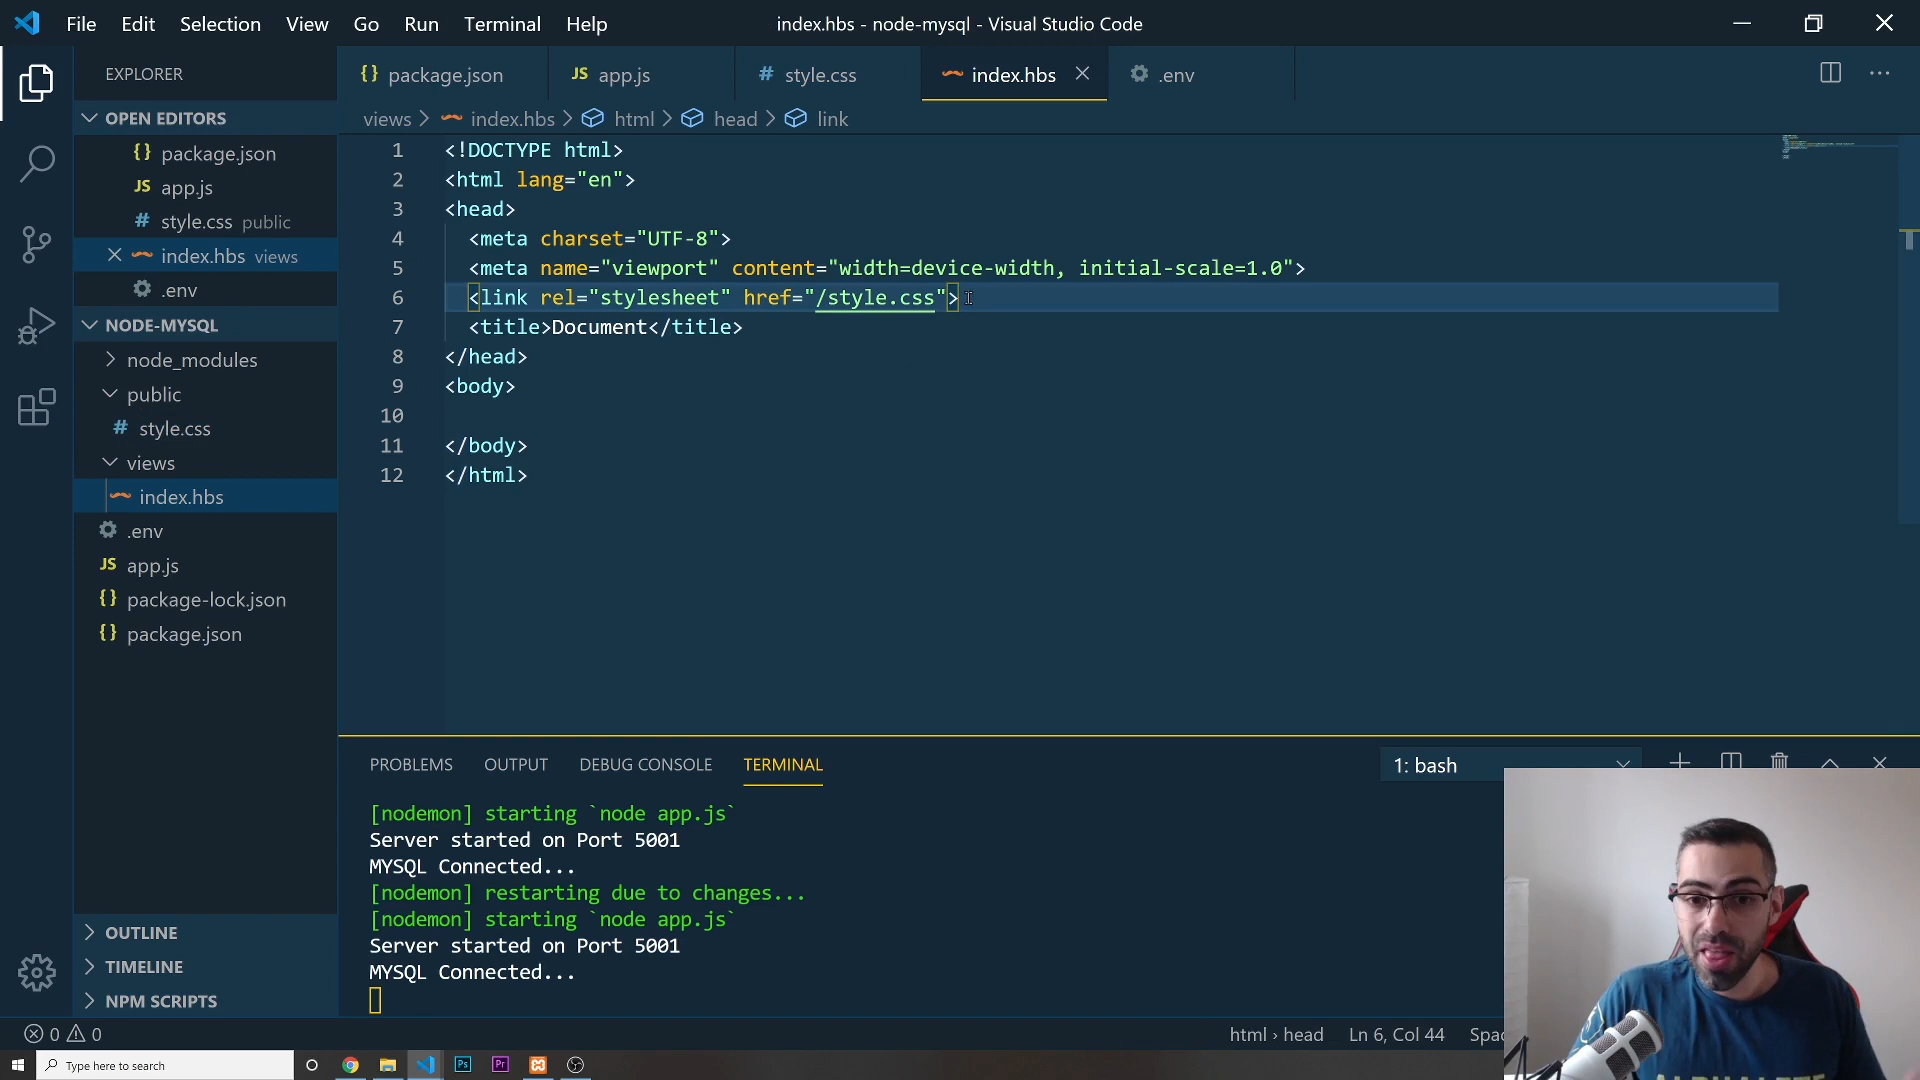 File Edit Selection View Go Run Terminal Help
index.hbs - node-mysql - Visual Studio Code
EXPLORER
OPEN EDITORS
{} package.json
JS app.js
# style.css public
index.hbs views
.env
NODE-MYSQL
node_modules
public
# style.css
views
index.hbs
.env
JS app.js
{} package-lock.json
{} package.json
OUTLINE
TIMELINE
NPM SCRIPTS
{} package.json JS app.js # style.css index.hbs .env
views > index.hbs > html > head > link
1 <!DOCTYPE html>
2 <html lang="en">
3 <head>
4 <meta charset="UTF-8">
5 <meta name="viewport" content="width=device-width, initial-scale=1.0">
6 <link rel="stylesheet" href="/style.css">
7 <title>Document</title>
8 </head>
9 <body>
10
11 </body>
12 </html>
PROBLEMS OUTPUT DEBUG CONSOLE TERMINAL
1: bash
[nodemon] starting `node app.js`
Server started on Port 5001
MYSQL Connected...
[nodemon] restarting due to changes...
[nodemon] starting `node app.js`
Server started on Port 5001
MYSQL Connected...
0 0
html > head Ln 6, Col 44 Spac
Type here to search
Ps Pr